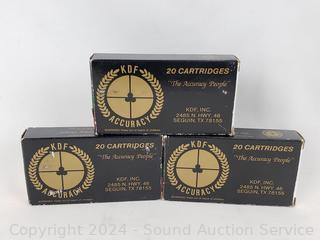 KDF
ACCURACY
20 CARTRIDGES
"The Accuracy People"
KDF, INC.
2485 N. HWY. 46
SEGUIN, TX 78155
KDF
ACCURACY
20 CARTRIDGES
"The Accuracy People"
KDF, INC.
2485 N. HWY. 46
SEGUIN, TX 78155
KDF
ACCURACY
20 CARTRIDGES
"The Accuracy People"
KDF, INC.
2485 N. HWY. 46
SEGUIN, TX 78155
Copyright 2024 - Sound Auction Service